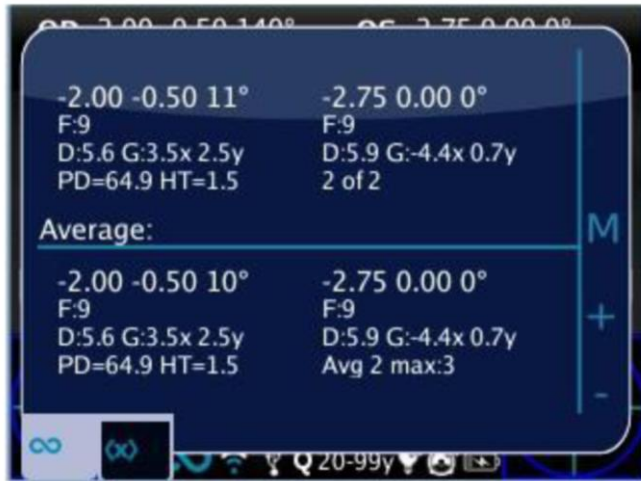 -2.00 -0.50 11° -2.75 0.00 0°
F:9 F:9
D:5.6 G:3.5x 2.5y D:5.9 G:-4.4x 0.7y
PD=64.9 HT=1.5 2 of 2
Average:
M
-2.00 -0.50 10° -2.75 0.00 0°
F:9 F:9
+
D:5.6 G:3.5x 2.5y D:5.9 G:-4.4x 0.7y
PD=64.9 HT=1.5 Avg 2 max:3
-
∞ (x)
Q 20-99y